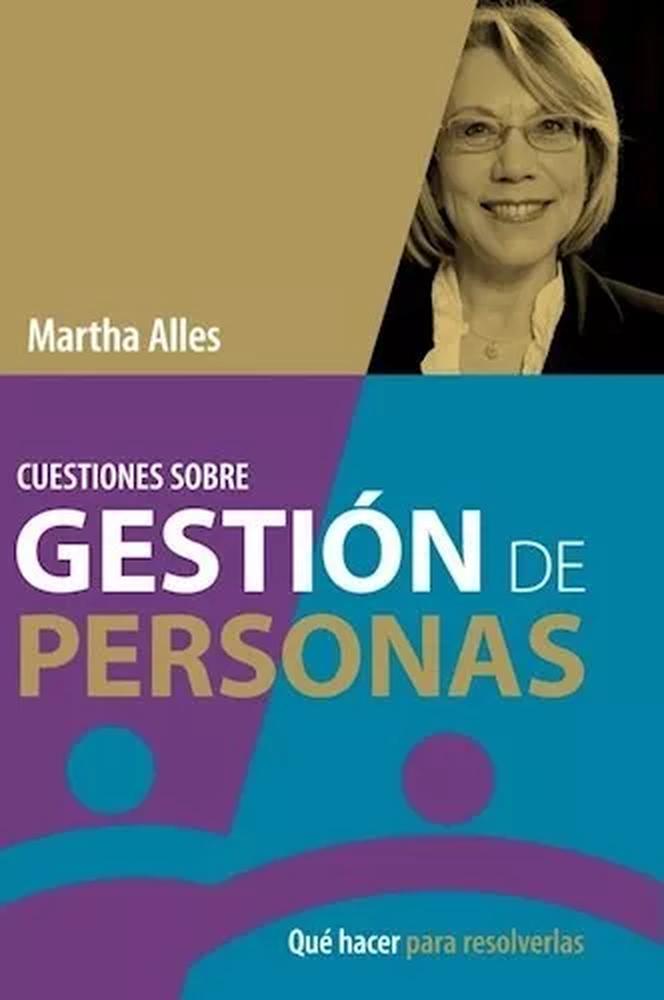 Martha Alles
CUESTIONES SOBRE
GESTIÓN DE
PERSONAS
Qué hacer para resolverlas